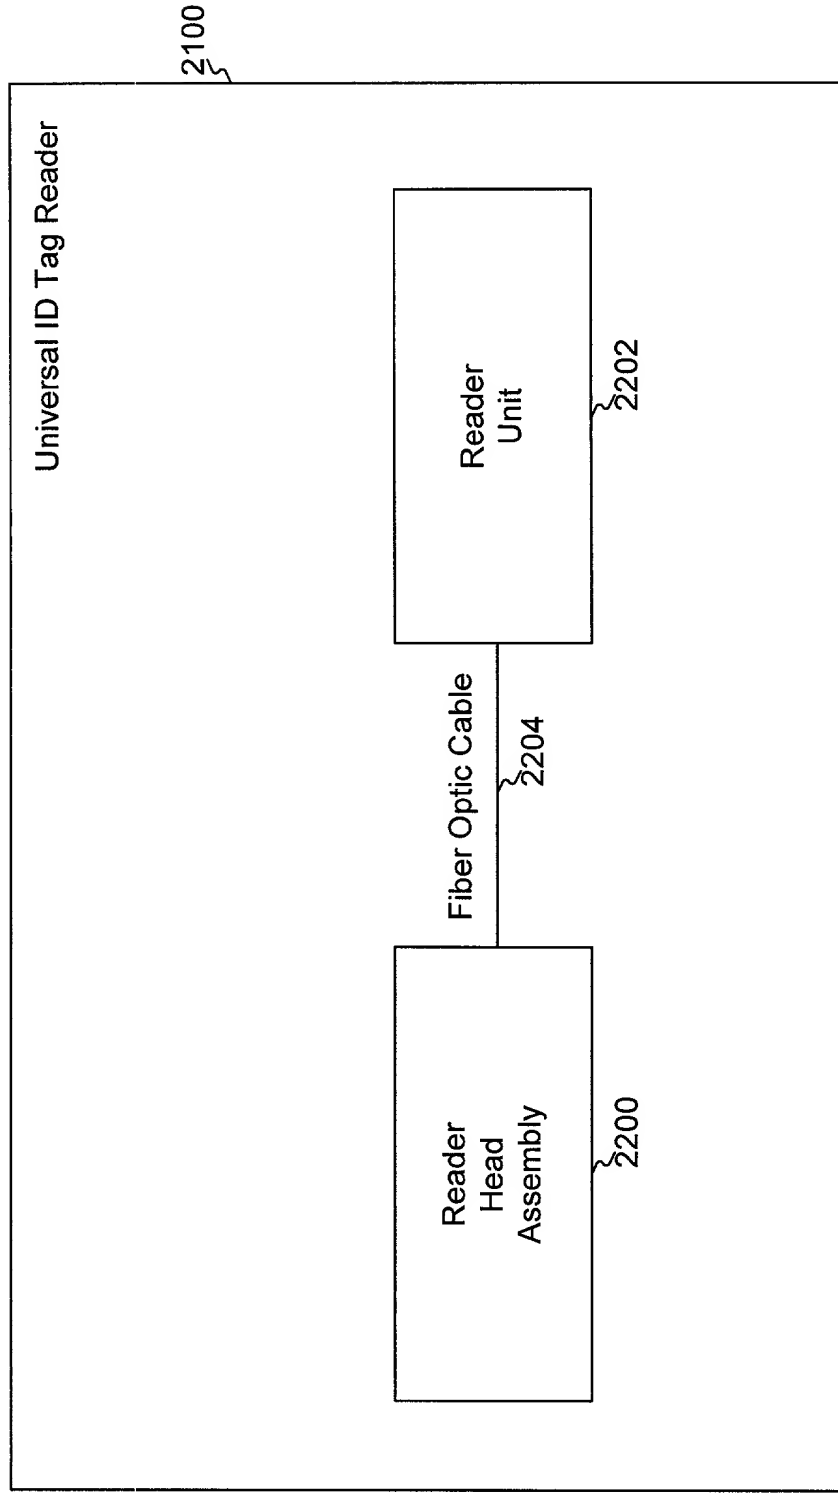 2100
Universal ID Tag Reader
Reader
Head
Assembly
2200
Fiber Optic Cable
2204
Reader
Unit
2202